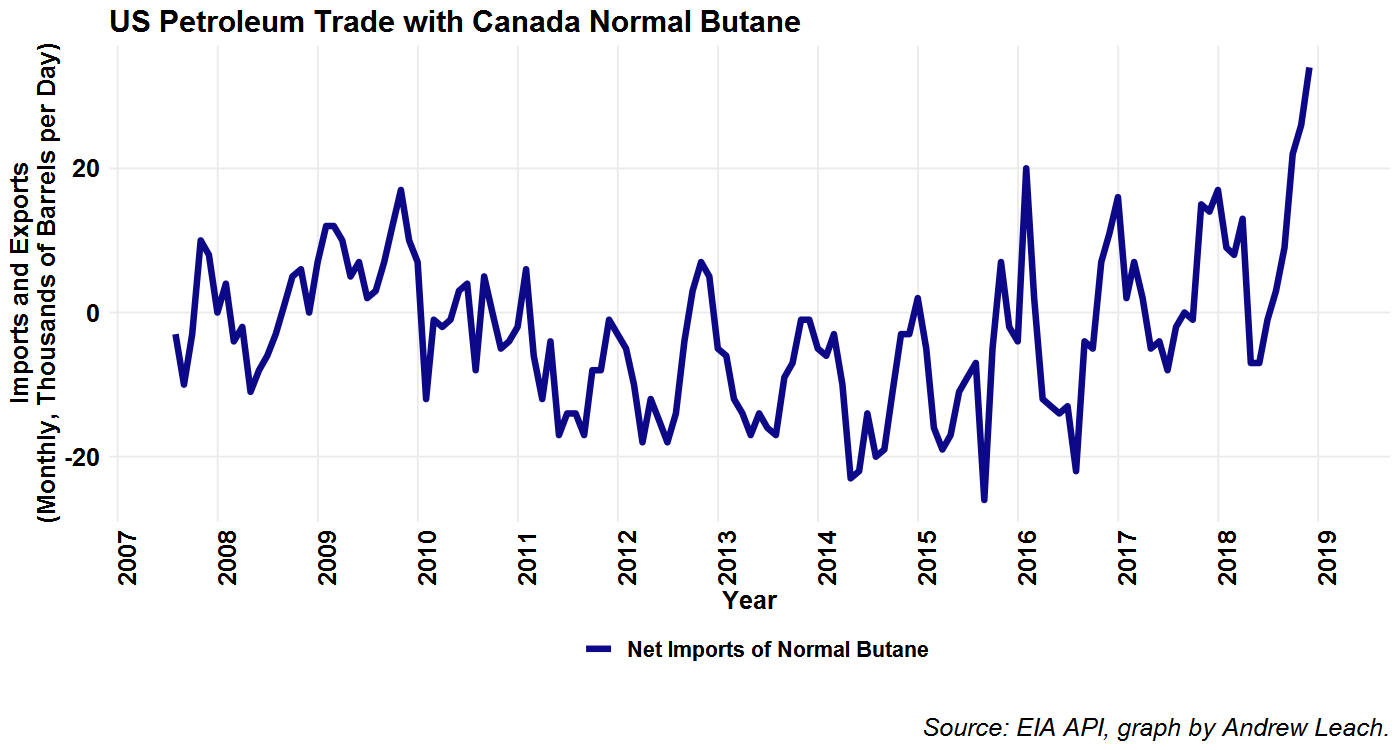 US Petroleum Trade with Canada Normal Butane
Imports and Exports
(Monthly, Thousands of Barrels per Day)
20
0
-20
2007
2008
2009
2010
2011
2012
2013
2014
2015
2016
2017
2018
2019
Year
Net Imports of Normal Butane
Source: EIA API, graph by Andrew Leach.